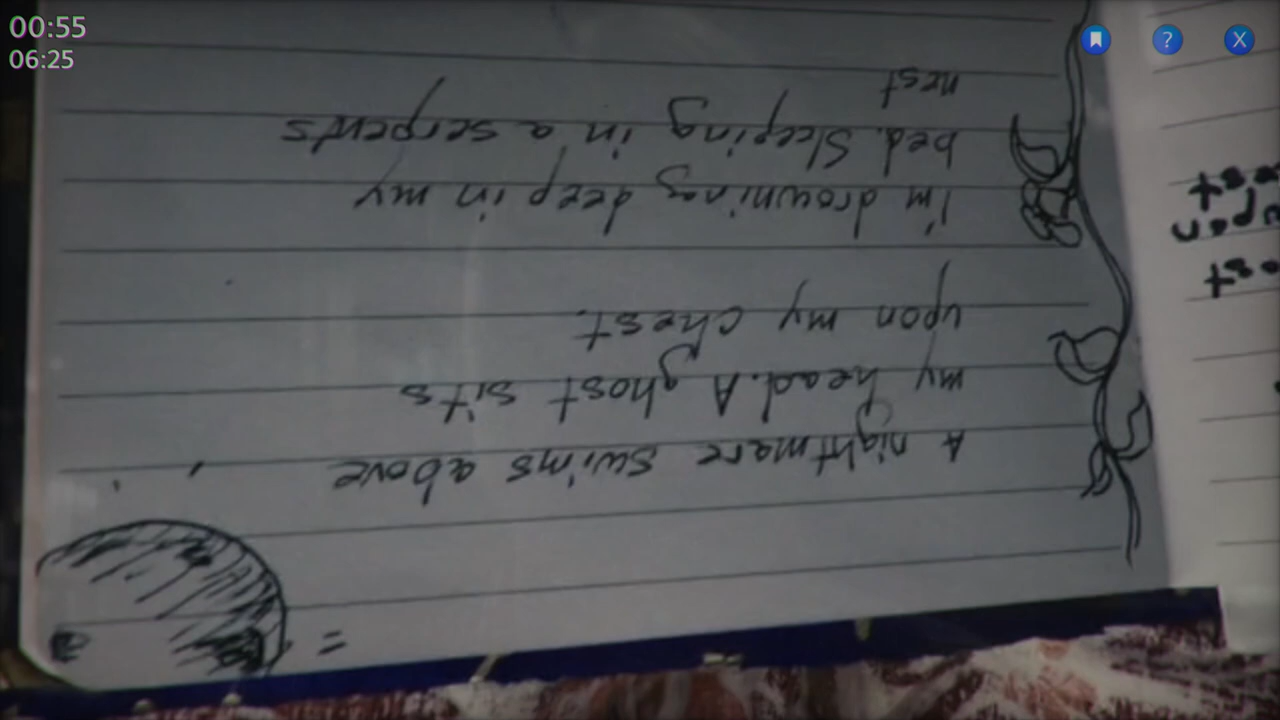 00:55
06:25
A nightmare swims above
my head. A ghost sits
upon my chest.
I'm drowning deep in my
bed. Sleeping in a serpents
nest